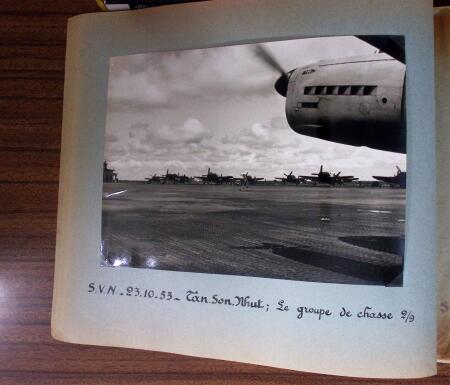 S.V.N - 23.10.53 - Tân.Son.Nhut; Le groupe de chasse 2/9